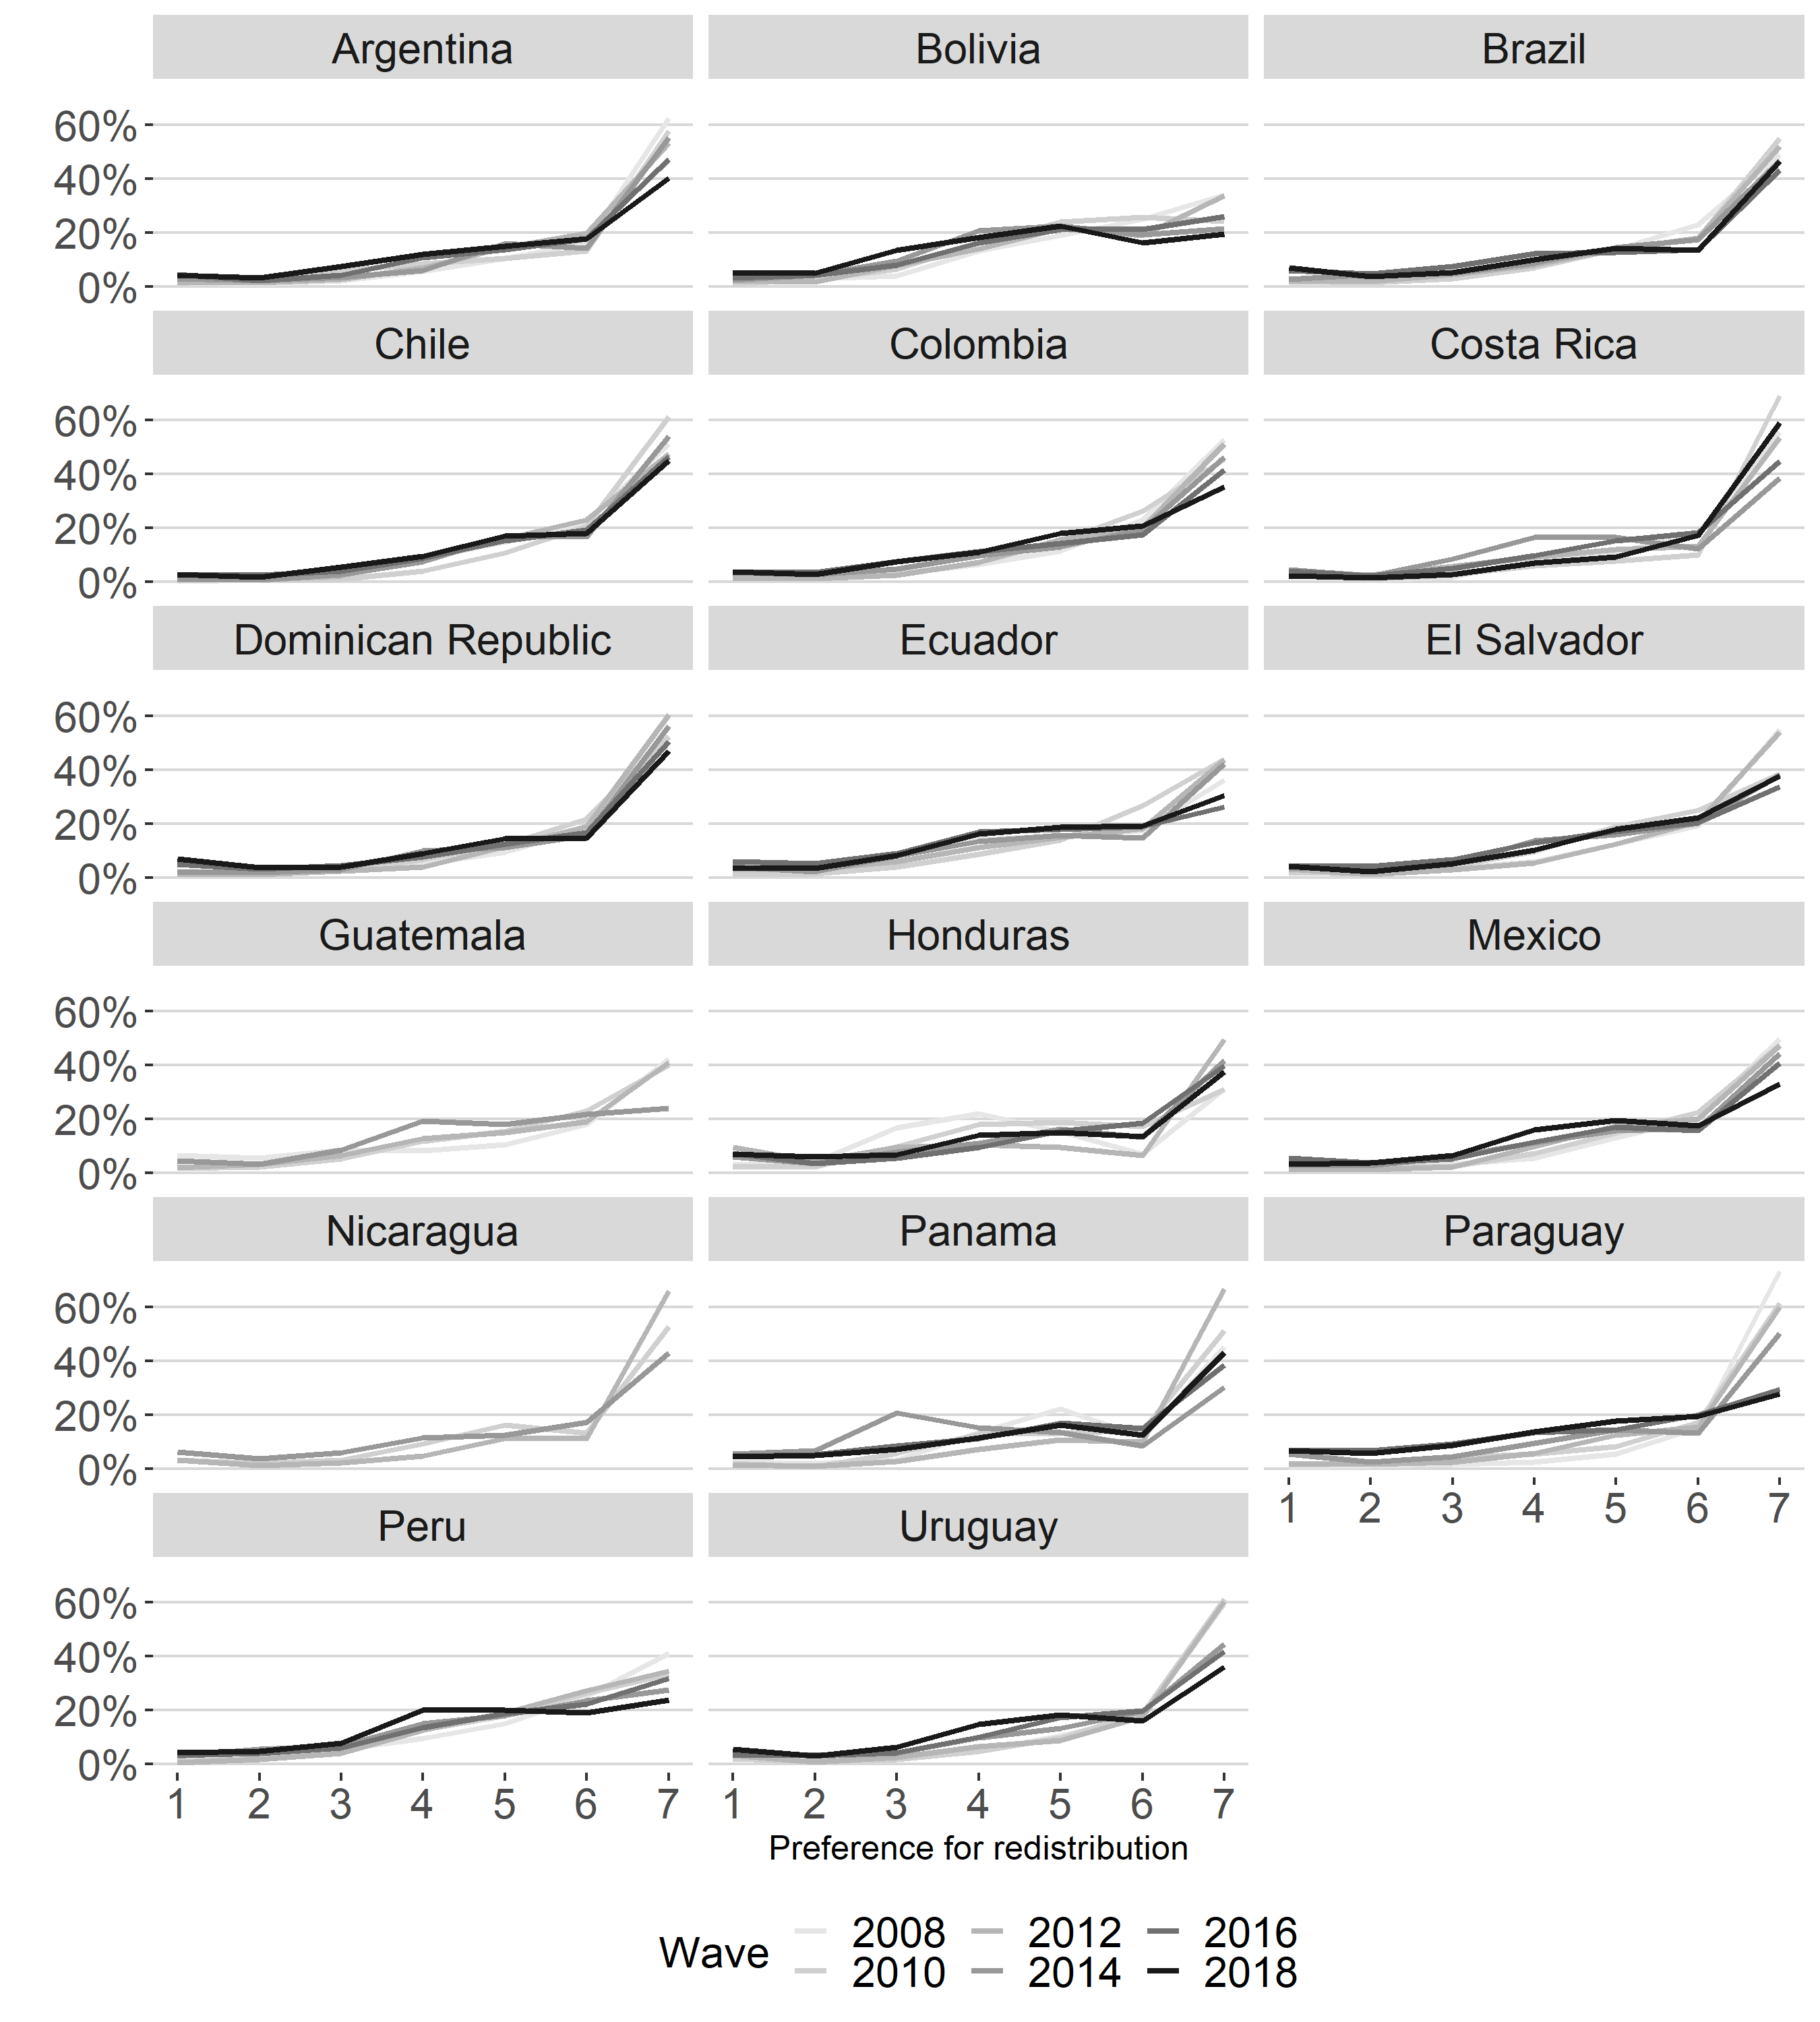 Argentina Bolivia Brazil
60%
40%
20%
0%
Chile Colombia Costa Rica
60%
40%
20%
0%
Dominican Republic Ecuador El Salvador
60%
40%
20%
0%
Guatemala Honduras Mexico
60%
40%
20%
0%
Nicaragua Panama Paraguay
60%
40%
20%
0%
1 2 3 4 5 6 7
Peru Uruguay
60%
40%
20%
0%
1 2 3 4 5 6 7 1 2 3 4 5 6 7
Preference for redistribution
Wave
2008 2012 2016
2010 2014 2018